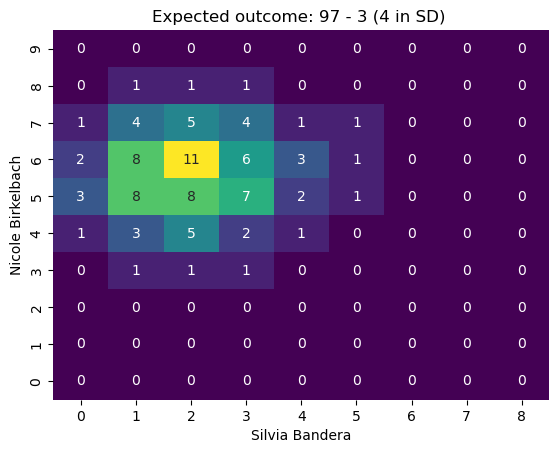 Expected outcome: 97 - 3 (4 in SD)
9 0 0 0 0 0 0 0 0 0
8 0 1 1 1 0 0 0 0 0
7 1 4 5 4 1 1 0 0 0
6 2 8 11 6 3 1 0 0 0
5 3 8 8 7 2 1 0 0 0
4 1 3 5 2 1 0 0 0 0
3 0 1 1 1 0 0 0 0 0
2 0 0 0 0 0 0 0 0 0
1 0 0 0 0 0 0 0 0 0
0 0 0 0 0 0 0 0 0 0
Nicole Birkelbach
0 1 2 3 4 5 6 7 8
Silvia Bandera